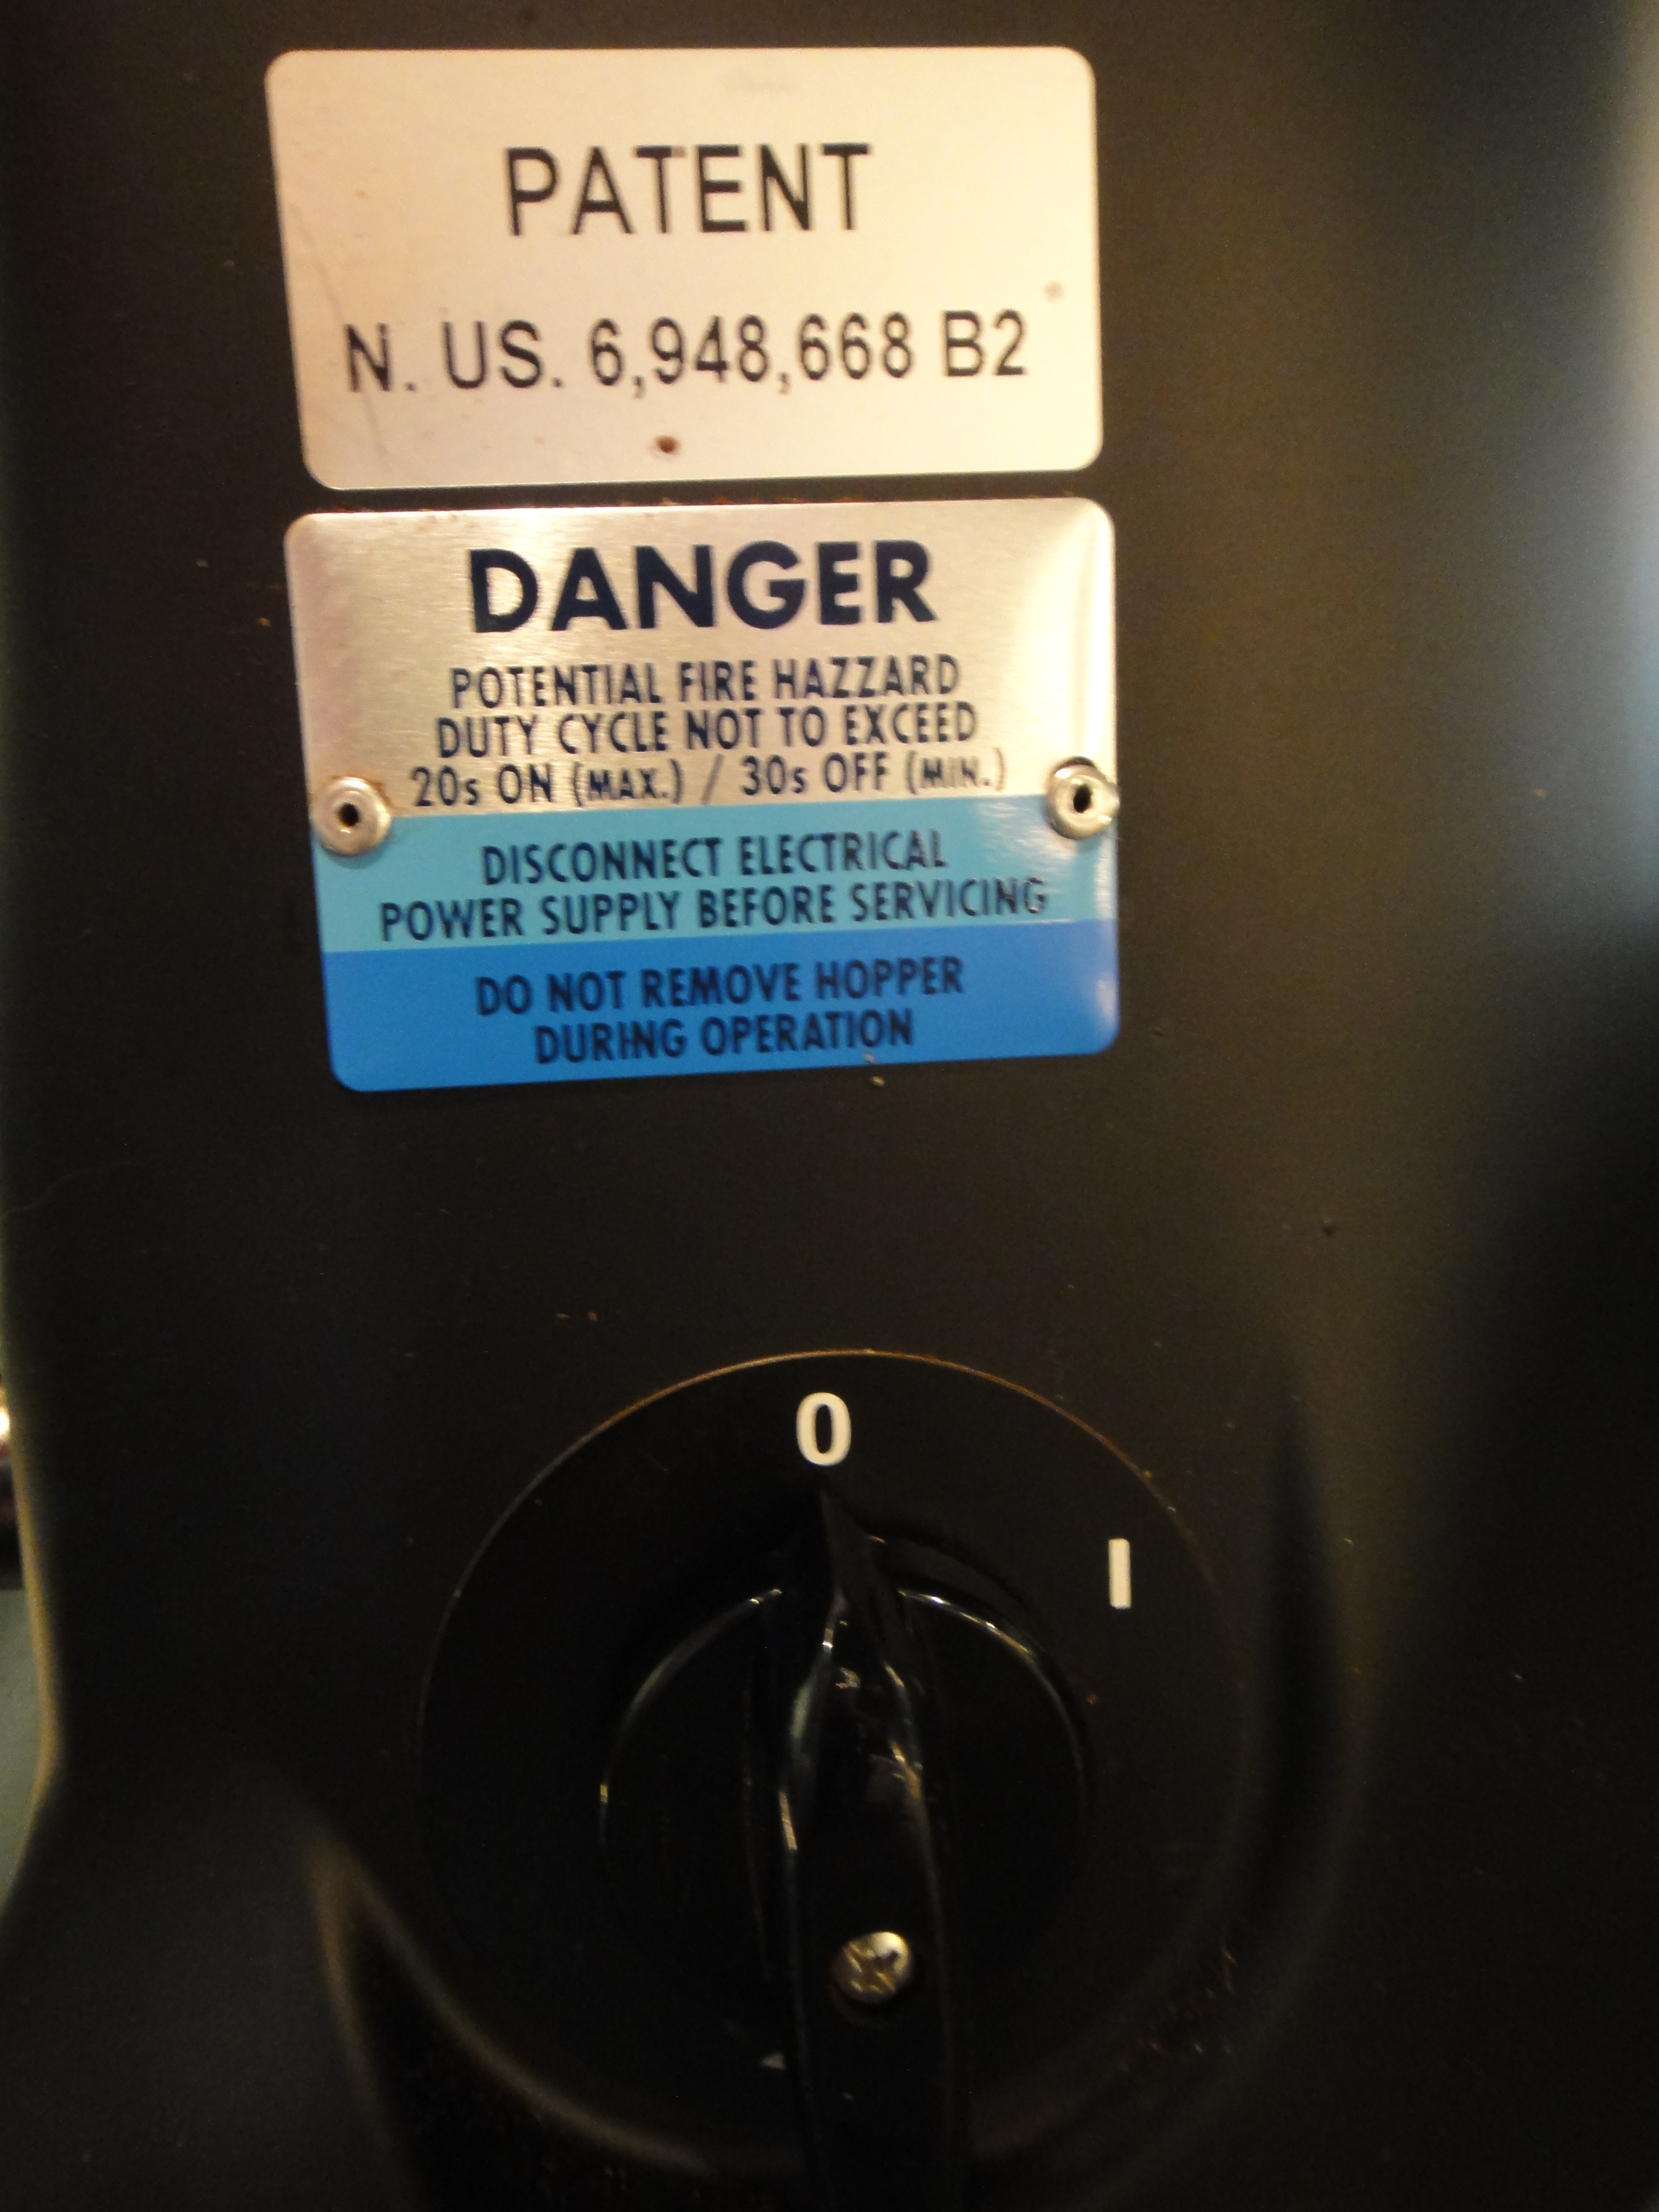 PATENT
N. US. 6,948,668 B2
DANGER
POTENTIAL FIRE HAZZARD
DUTY CYCLE NOT TO EXCEED
20s ON (MAX.) / 30s OFF (MIN.)
DISCONNECT ELECTRICAL
POWER SUPPLY BEFORE SERVICING
DO NOT REMOVE HOPPER
DURING OPERATION
0
I